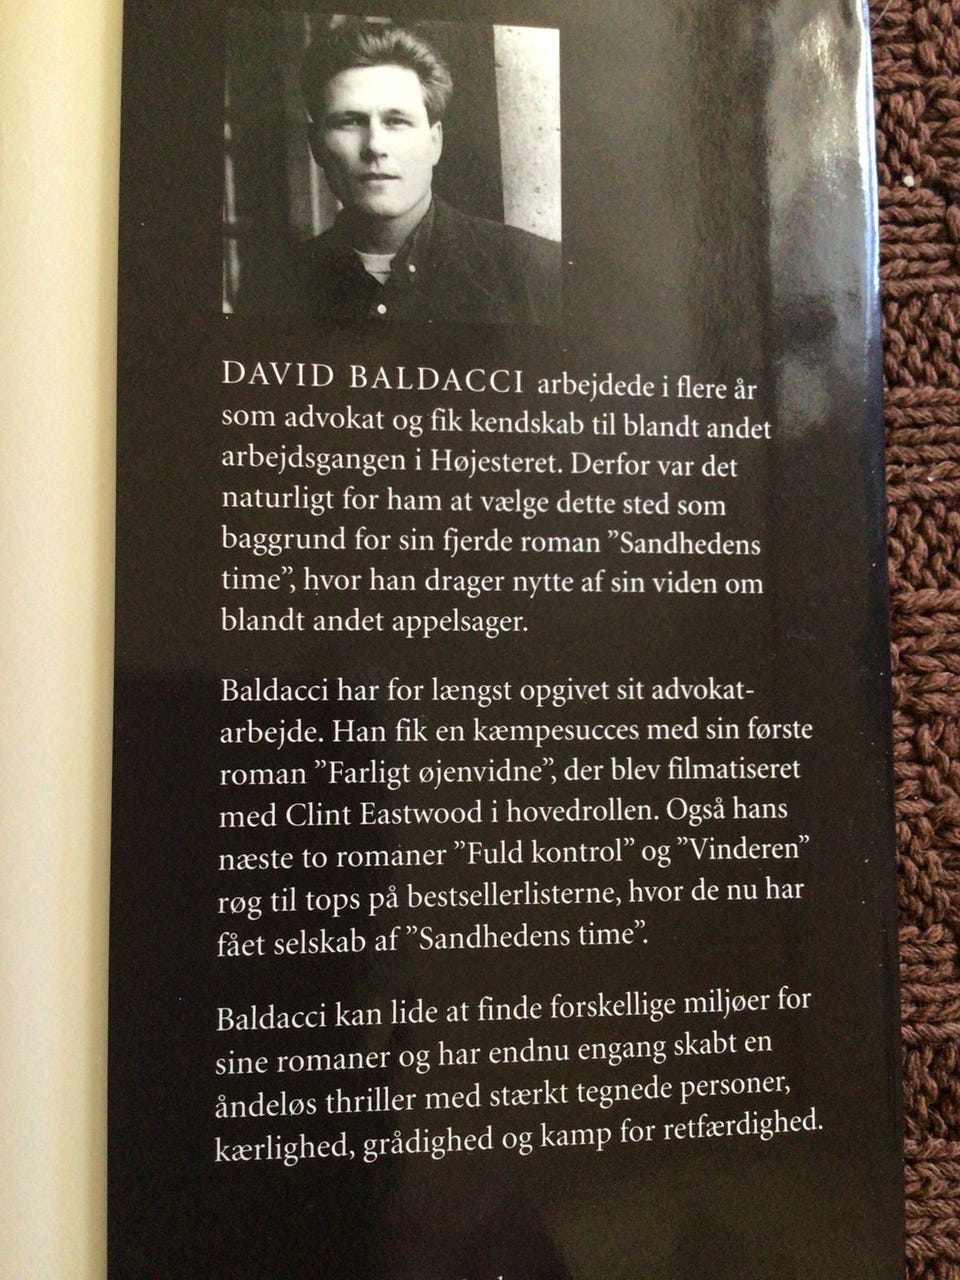 DAVID BALDACCI arbejdede i flere år
som advokat og fik kendskab til blandt andet
arbejdsgangen i Højesteret. Derfor var det
naturligt for ham at vælge dette sted som
baggrund for sin fjerde roman ”Sandhedens
time”, hvor han drager nytte af sin viden om
blandt andet appelsager.
Baldacci har for længst opgivet sit advokat-
arbejde. Han fik en kæmpesucces med sin første
roman ”Farligt øjenvidne”, der blev filmatiseret
med Clint Eastwood i hovedrollen. Også hans
næste to romaner ”Fuld kontrol” og ”Vinderen”
røg til tops på bestsellerlisterne, hvor de nu har
fået selskab af ”Sandhedens time”.
Baldacci kan lide at finde forskellige miljøer for
sine romaner og har endnu engang skabt en
åndeløs thriller med stærkt tegnede personer,
kærlighed, grådighed og kamp for retfærdighed.